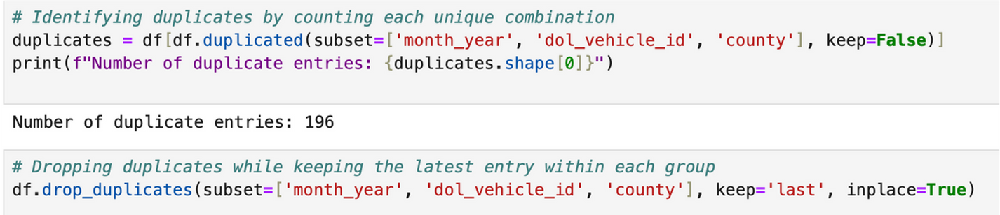 # Identifying duplicates by counting each unique combination
duplicates = df[df.duplicated(subset=['month_year', 'dol_vehicle_id', 'county'], keep=False)]
print(f"Number of duplicate entries: {duplicates.shape[0]}")
Number of duplicate entries: 196
# Dropping duplicates while keeping the latest entry within each group
df.drop_duplicates(subset=['month_year', 'dol_vehicle_id', 'county'], keep='last', inplace=True)